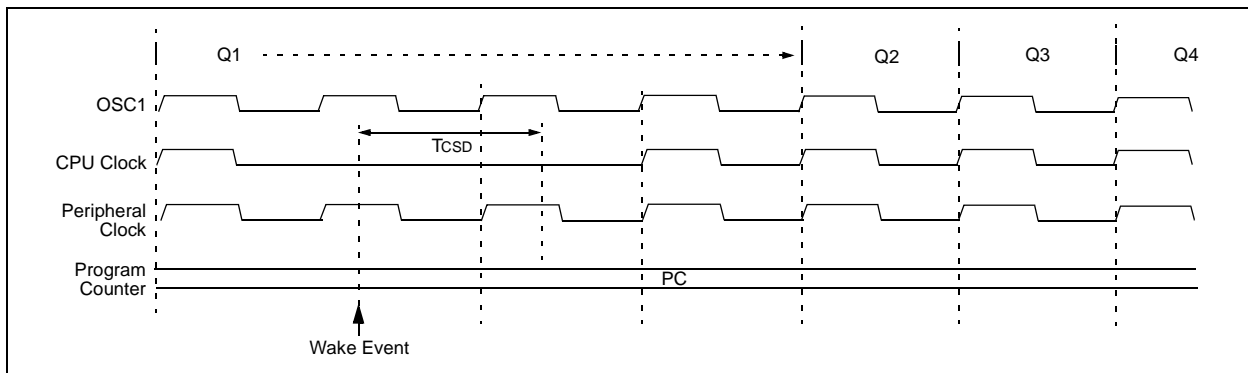 Q1
Q2
Q3
Q4
OSC1
TCSD
CPU Clock
Peripheral
Clock
Program
Counter
PC
Wake Event